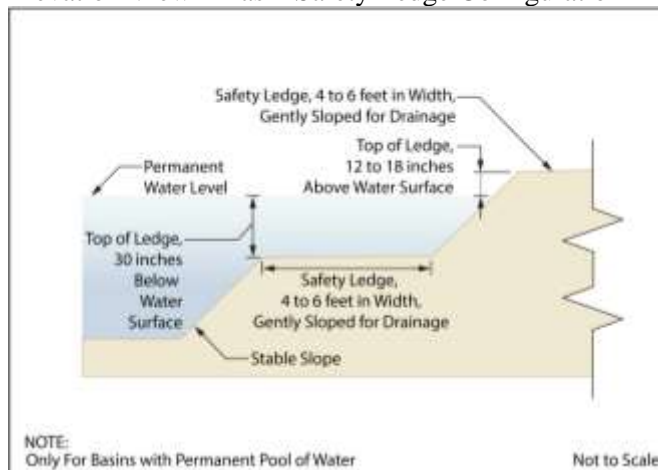 Safety Ledge, 4 to 6 feet in Width,
Gently Sloped for Drainage
Top of Ledge,
12 to 18 inches
Above Water Surface
Permanent
Water Level
Top of Ledge,
30 inches
Below
Water
Surface
Safety Ledge,
4 to 6 feet in Width,
Gently Sloped for Drainage
Stable Slope
NOTE:
Only For Basins with Permanent Pool of Water
Not to Scale